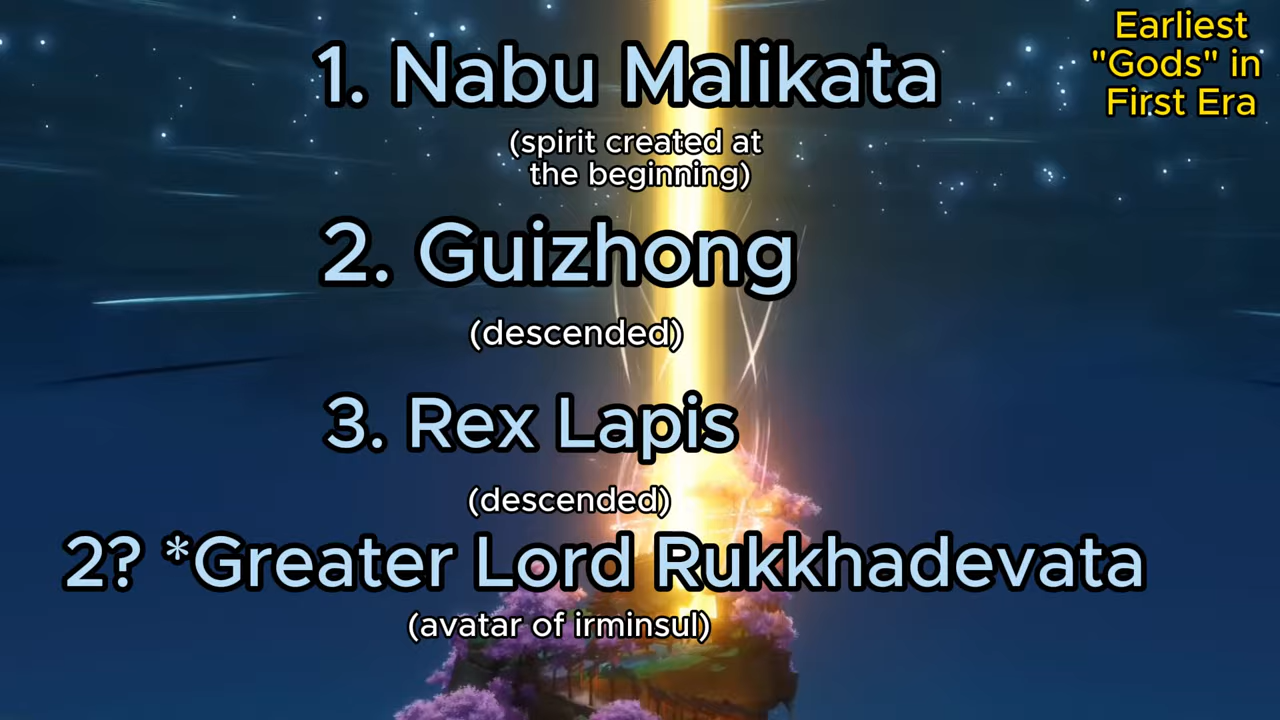 Earliest
"Gods" in
First Era
1. Nabu Malikata
(spirit created at
the beginning)
2. Guizhong
(descended)
3. Rex Lapis
(descended)
2? *Greater Lord Rukkhadevata
(avatar of irminsul)